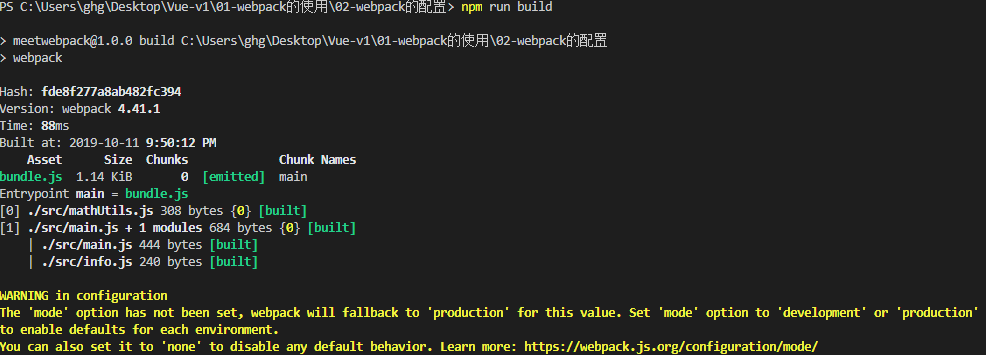 PS C:\Users\ghg\Desktop\Vue-v1\01-webpack的使用\02-webpack的配置> npm run build
> meetwebpack@1.0.0 build C:\Users\ghg\Desktop\Vue-v1\01-webpack的使用\02-webpack的配置
> webpack
Hash: fde8f277a8ab482fc394
Version: webpack 4.41.1
Time: 88ms
Built at: 2019-10-11 9:50:12 PM
Asset Size Chunks Chunk Names
bundle.js 1.14 KiB 0 [emitted] main
Entrypoint main = bundle.js
[0] ./src/mathUtils.js 308 bytes {0} [built]
[1] ./src/main.js + 1 modules 684 bytes {0} [built]
| ./src/main.js 444 bytes [built]
| ./src/info.js 240 bytes [built]
WARNING in configuration
The 'mode' option has not been set, webpack will fallback to 'production' for this value. Set 'mode' option to 'development' or 'production'
to enable defaults for each environment.
You can also set it to 'none' to disable any default behavior. Learn more: https://webpack.js.org/configuration/mode/